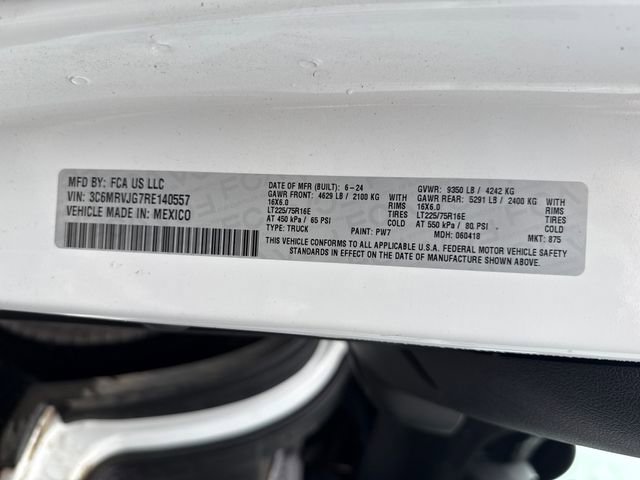 MFD BY: FCA US LLC
VIN: 3C6MRVJG7RE140557
VEHICLE MADE IN: MEXICO
DATE OF MFR (BUILT): 6-24 GVWR: 9350 LB / 4242 KG
GAWR FRONT: 4629 LB / 2100 KG WITH GAWR REAR: 5291 LB / 2400 KG WITH
16X6.0 RIMS 16X6.0 RIMS
LT225/75R16E TIRES LT225/75R16E TIRES
AT 450 kPa / 65 PSI COLD AT 550 kPa / 80 PSI COLD
TYPE: TRUCK PAINT: PW7 MDH: 060418 MKT: 875
THIS VEHICLE CONFORMS TO ALL APPLICABLE U.S.A. FEDERAL MOTOR VEHICLE SAFETY
STANDARDS IN EFFECT ON THE DATE OF MANUFACTURE SHOWN ABOVE.